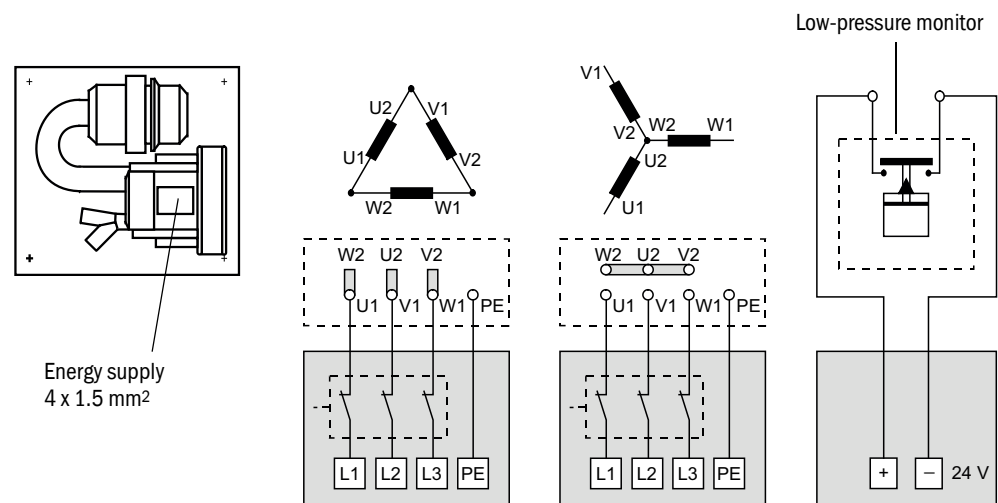 Low-pressure monitor
Energy supply
4 x 1.5 mm²
U2 V1
U1 V2
W2 W1
W2 U2 V2
U1 V1 W1 PE
L1 L2 L3 PE
V1
V2 W2 W1
U2
U1
W2 U2 V2
U1 V1 W1 PE
L1 L2 L3 PE
+ − 24 V